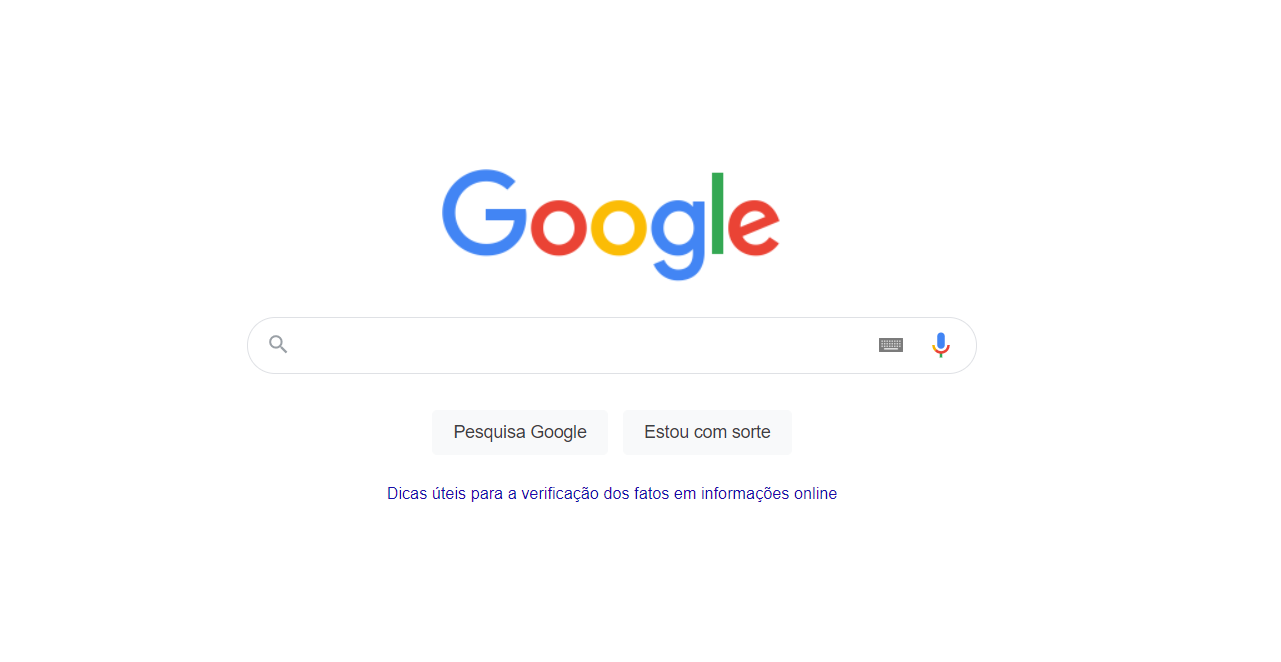 Google
Pesquisa Google
Estou com sorte
Dicas úteis para a verificação dos fatos em informações online